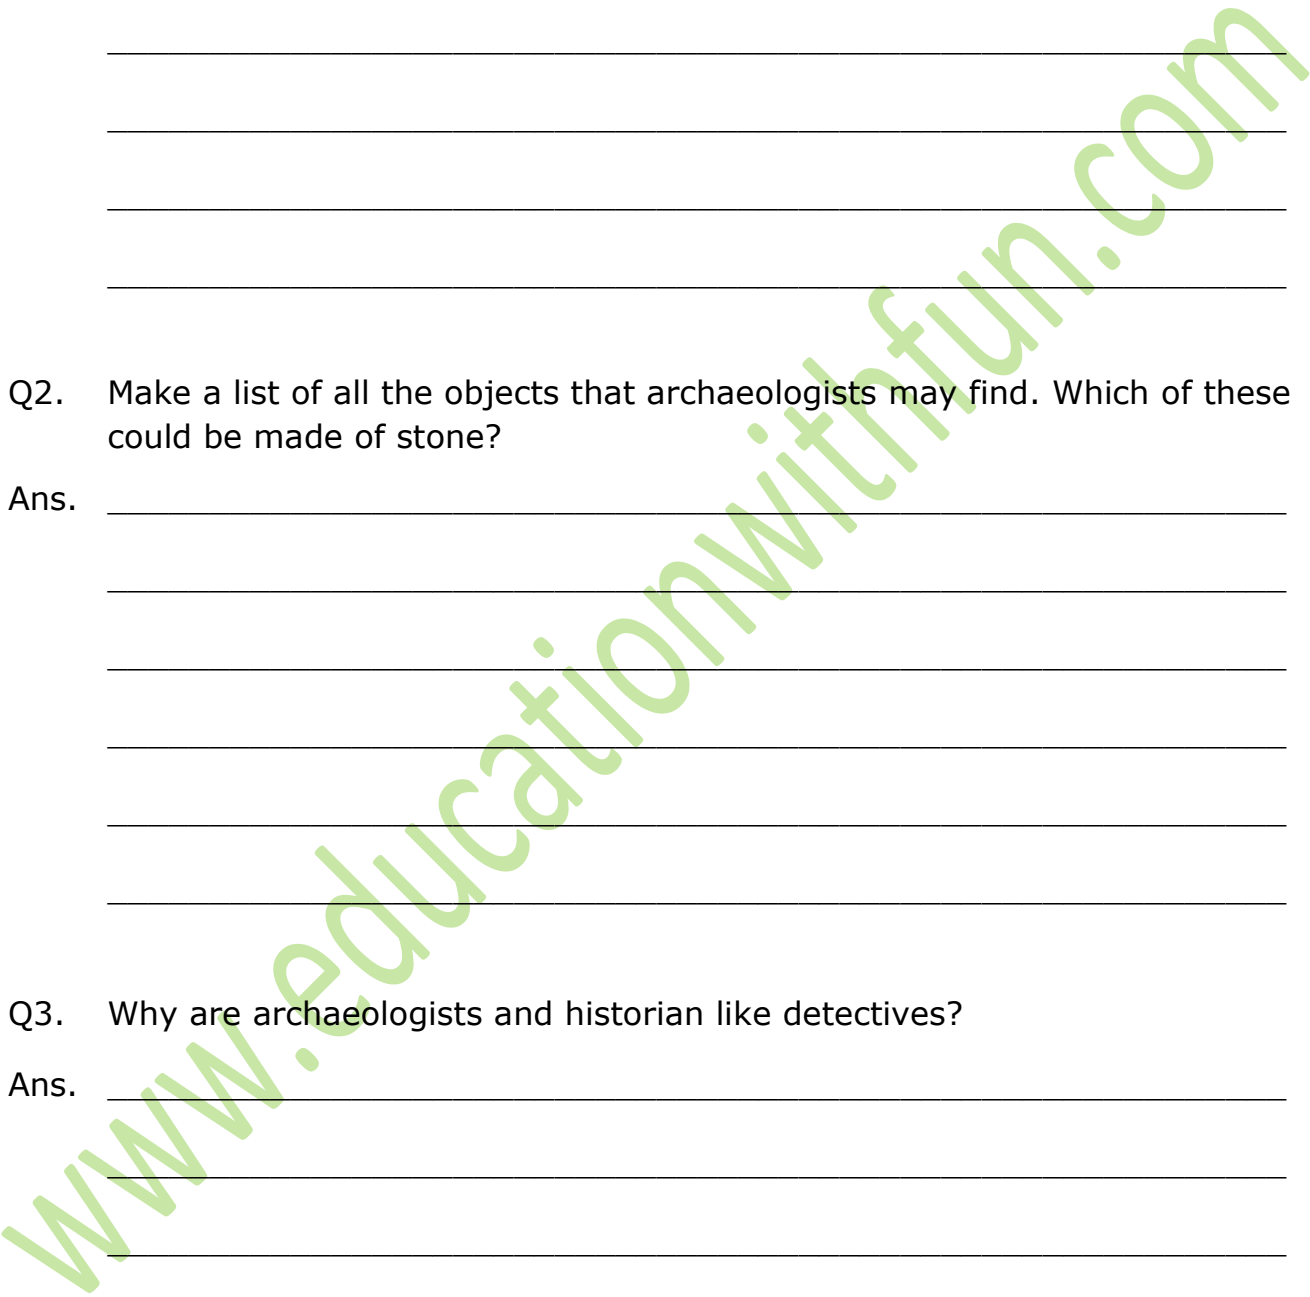 Q2. Make a list of all the objects that archaeologists may find. Which of these
could be made of stone?
Ans.
Q3. Why are archaeologists and historian like detectives?
Ans.
www.educationwithfun.com